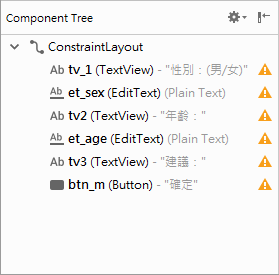 Component Tree
ConstraintLayout
Ab tv_1 (TextView) - "性別：(男/女)"
Ab et_sex (EditText) (Plain Text)
Ab tv2 (TextView) - "年齡："
Ab et_age (EditText) (Plain Text)
Ab tv3 (TextView) - "建議："
btn_m (Button) - "確定"